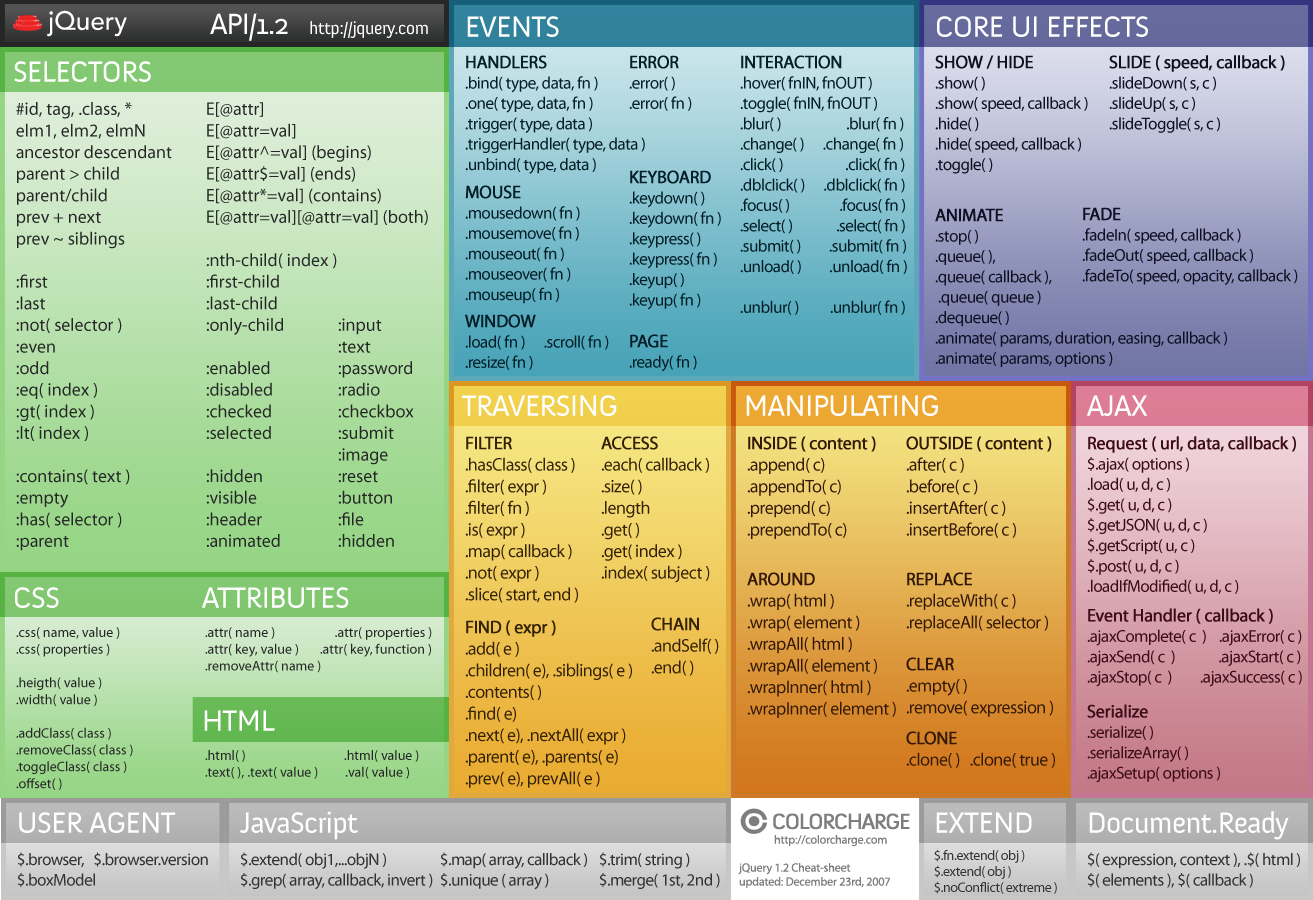 jQuery API/1.2 http://jquery.com
SELECTORS
#id, tag, .class, *
elm1, elm2, elmN
ancestor descendant
parent > child
parent/child
prev + next
prev ~ siblings
:first
:last
:not( selector )
:even
:odd
:eq( index )
:gt( index )
:lt( index )
:contains( text )
:empty
:has( selector )
:parent
E[@attr]
E[@attr=val]
E[@attr^=val] (begins)
E[@attr$=val] (ends)
E[@attr*=val] (contains)
E[@attr=val][@attr=val] (both)
:nth-child( index )
:first-child
:last-child
:only-child
:enabled
:disabled
:checked
:selected
:hidden
:visible
:header
:animated
:input
:text
:password
:radio
:checkbox
:submit
:image
:reset
:button
:file
:hidden
CSS
.css( name, value )
.css( properties )
.heigth( value )
.width( value )
.addClass( class )
.removeClass( class )
.toggleClass( class )
.offset( )
ATTRIBUTES
.attr( name ) .attr( properties )
.attr( key, value ) .attr( key, function )
.removeAttr( name )
HTML
.html( ) .html( value )
.text( ), .text( value ) .val( value )
EVENTS
HANDLERS
.bind( type, data, fn )
.one( type, data, fn )
.trigger( type, data )
.triggerHandler( type, data )
.unbind( type, data )
MOUSE
.mousedown( fn )
.mousemove( fn )
.mouseout( fn )
.mouseover( fn )
.mouseup( fn )
WINDOW
.load( fn ) .scroll( fn )
.resize( fn )
ERROR
.error( )
.error( fn )
KEYBOARD
.keydown( )
.keydown( fn )
.keypress( )
.keypress( fn )
.keyup( )
.keyup( fn )
PAGE
.ready( fn )
INTERACTION
.hover( fnIN, fnOUT )
.toggle( fnIN, fnOUT )
.blur( ) .blur( fn )
.change( ) .change( fn )
.click( ) .click( fn )
.dblclick( ) .dblclick( fn )
.focus( ) .focus( fn )
.select( ) .select( fn )
.submit( ) .submit( fn )
.unload( ) .unload( fn )
.unblur( ) .unblur( fn )
CORE UI EFFECTS
SHOW / HIDE
.show( )
.show( speed, callback )
.hide( )
.hide( speed, callback )
.toggle( )
SLIDE ( speed, callback )
.slideDown( s, c )
.slideUp( s, c )
.slideToggle( s, c )
ANIMATE
.stop( )
.queue( ),
.queue( callback ),
.queue( queue )
.dequeue( )
.animate( params, duration, easing, callback )
.animate( params, options )
FADE
.fadeIn( speed, callback )
.fadeOut( speed, callback )
.fadeTo( speed, opacity, callback )
TRAVERSING
FILTER
.hasClass( class )
.filter( expr )
.filter( fn )
.is( expr )
.map( callback )
.not( expr )
.slice( start, end )
FIND ( expr )
.add( e )
.children( e), .siblings( e )
.contents( )
.find( e)
.next( e), .nextAll( expr )
.parent( e), .parents( e)
.prev( e), prevAll( e )
ACCESS
.each( callback )
.size( )
.length
.get( )
.get( index )
.index( subject )
CHAIN
.andSelf( )
.end( )
MANIPULATING
INSIDE ( content )
.append( c)
.appendTo( c)
.prepend( c)
.prependTo( c)
AROUND
.wrap( html )
.wrap( element )
.wrapAll( html )
.wrapAll( element )
.wrapInner( html )
.wrapInner( element )
OUTSIDE ( content )
.after( c )
.before( c )
.insertAfter( c )
.insertBefore( c )
REPLACE
.replaceWith( c )
.replaceAll( selector )
CLEAR
.empty( )
.remove( expression )
CLONE
.clone( ) .clone( true )
AJAX
Request ( url, data, callback )
$.ajax( options )
.load( u, d, c )
$.get( u, d, c )
$.getJSON( u, d, c )
$.getScript( u, c )
$.post( u, d, c )
.loadIfModified( u, d, c )
Event Handler ( callback )
.ajaxComplete( c ) .ajaxError( c )
.ajaxSend( c ) .ajaxStart( c )
.ajaxStop( c ) .ajaxSuccess( c )
Serialize
.serialize( )
.serializeArray( )
.ajaxSetup( options )
USER AGENT
$.browser, $.browser.version
$.boxModel
JavaScript
$.extend( obj1,...objN ) $.map( array, callback ) $.trim( string )
$.grep( array, callback, invert ) $.unique ( array ) $.merge( 1st, 2nd )
COLORCHARGE
http://colorcharge.com
jQuery 1.2 Cheat-sheet
updated: December 23rd, 2007
EXTEND
$.fn.extend( obj )
$.extend( obj )
$.noConflict( extreme )
Document.Ready
$( expression, context ), .$( html )
$( elements ), $( callback )